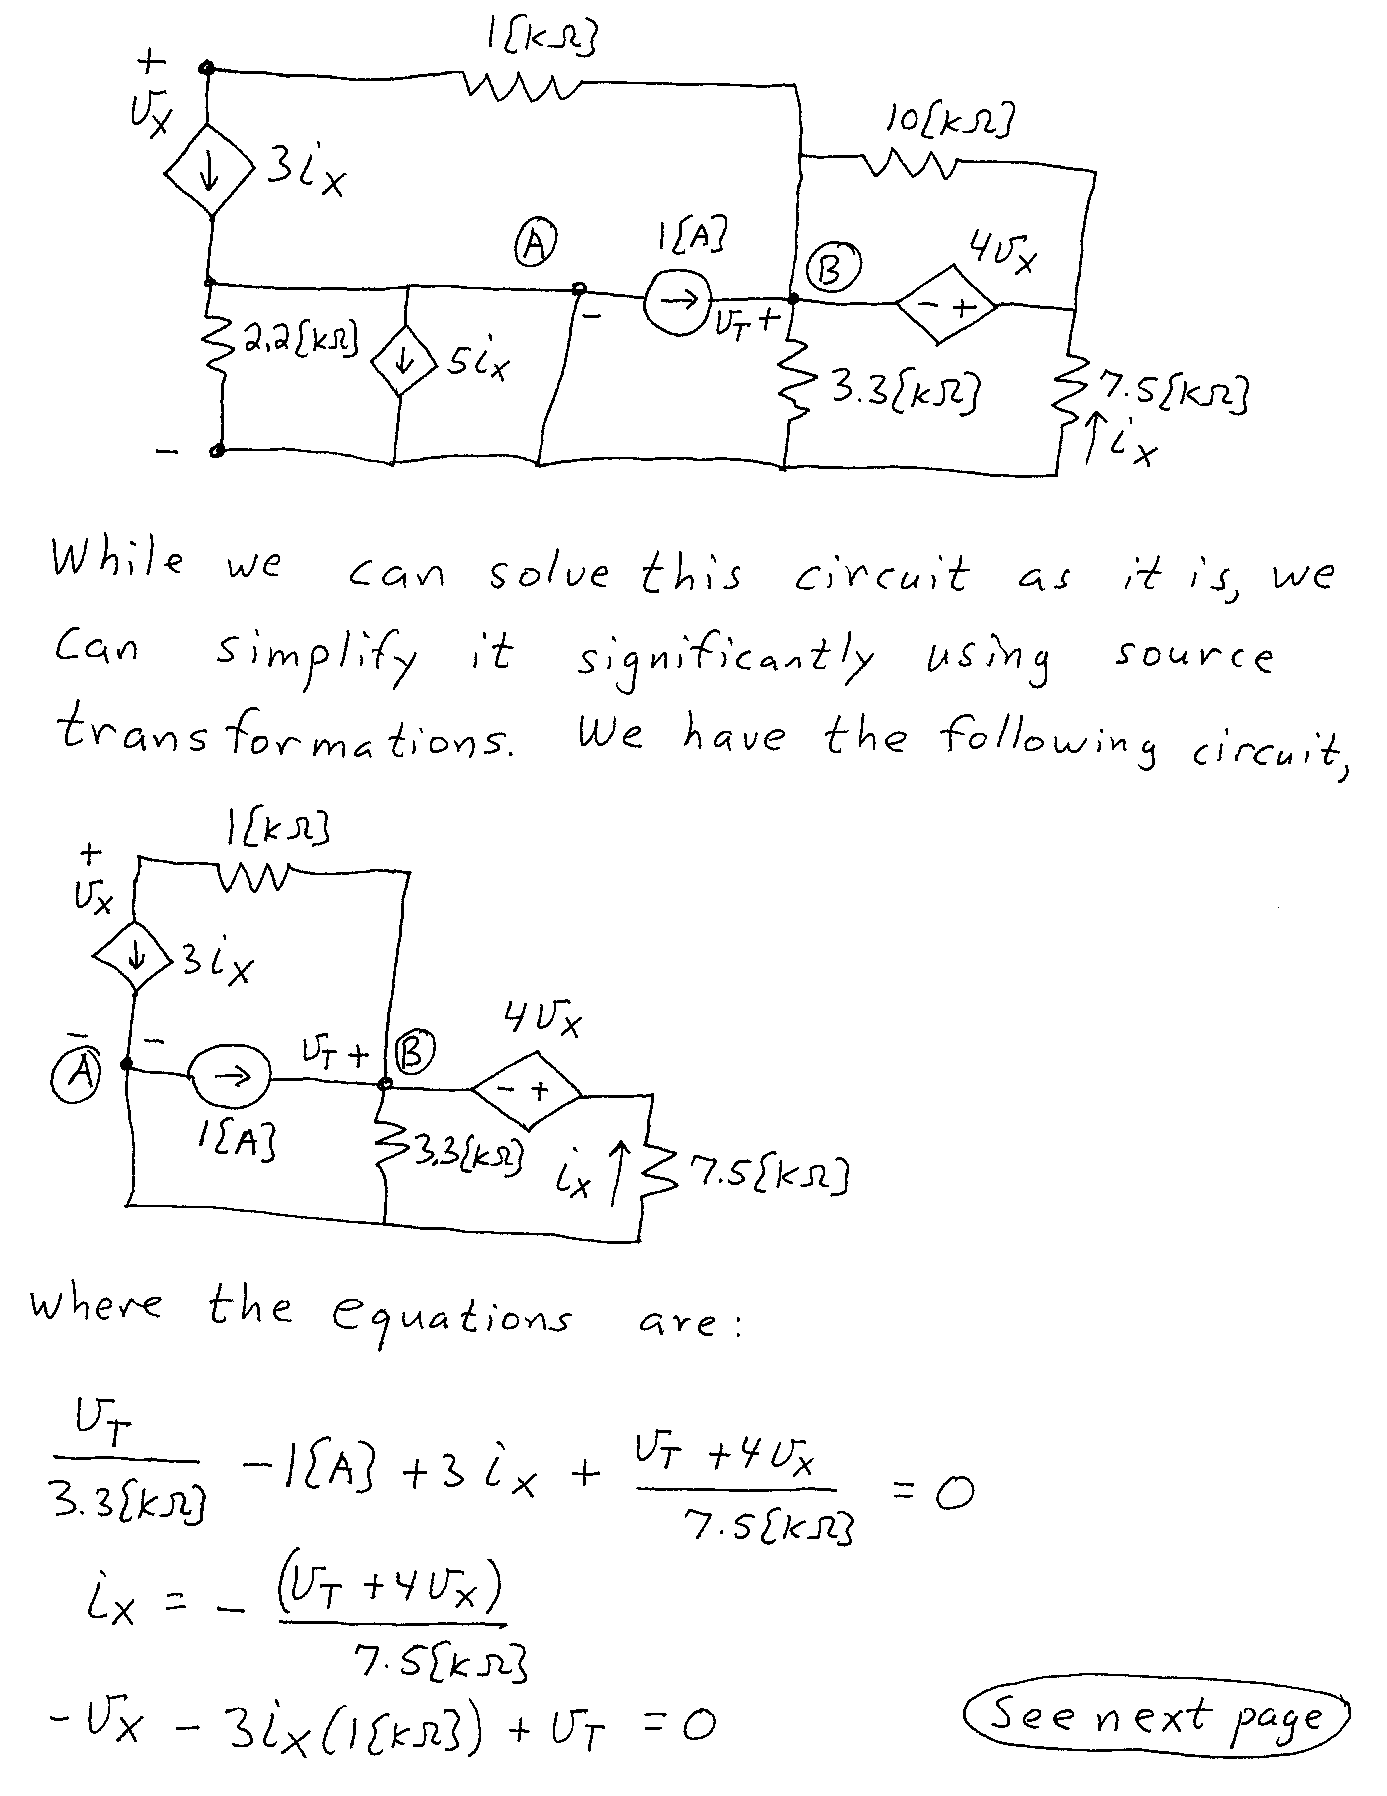 1{kΩ}
+
vX
3iX
10{kΩ}
A
1{A}
B
4vX
- vT +
- +
2.2{kΩ}
5iX
3.3{kΩ}
7.5{kΩ}
iX
-
While we can solve this circuit as it is, we
can simplify it significantly using source
transformations. We have the following circuit,
1{kΩ}
+
vX
3iX
4vX
-
A
- vT +
B
- +
1{A}
3.3{kΩ}
iX
7.5{kΩ}
where the equations are:
vT/3.3{kΩ} - 1{A} + 3iX + (vT + 4vX)/7.5{kΩ} = 0
iX = - (vT + 4vX)/7.5{kΩ}
-vX - 3iX(1{kΩ}) + vT = 0
See next page